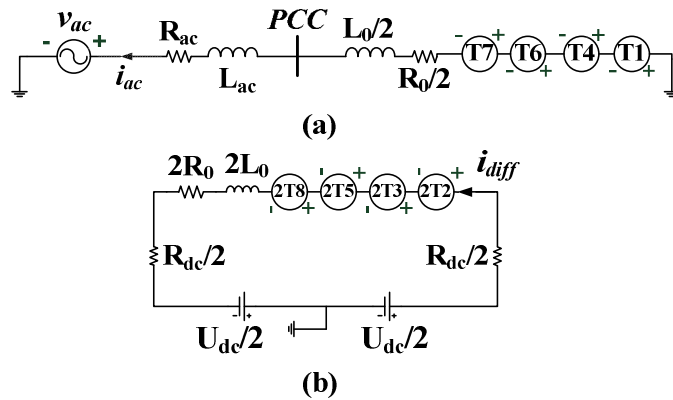 v_ac
- +
i_ac
R_ac
L_ac
PCC
L_0/2
R_0/2
- + - + - + - +
T7 T6 T4 T1
(a)
2R_0 2L_0
- + - + - + - +
2T8 2T5 2T3 2T2
i_diff
R_dc/2
R_dc/2
- + - +
U_dc/2 U_dc/2
(b)